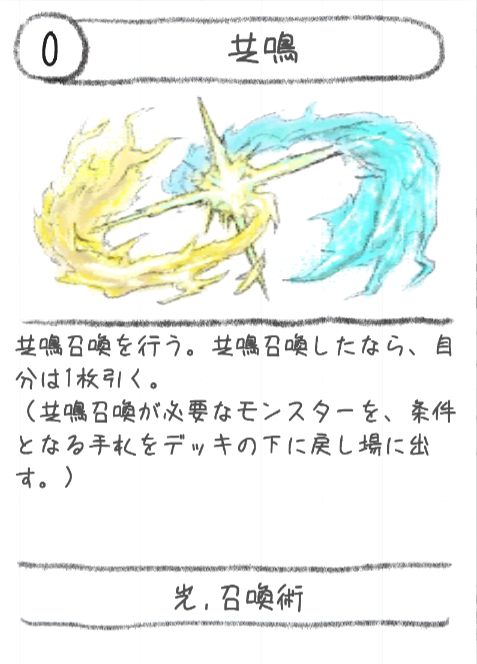 0
共鳴
共鳴召喚を行う。共鳴召喚したなら、自
分は1枚引く。
（共鳴召喚が必要なモンスターを、条件
となる手札をデッキの下に戻し場に出
す。）
光,召喚術